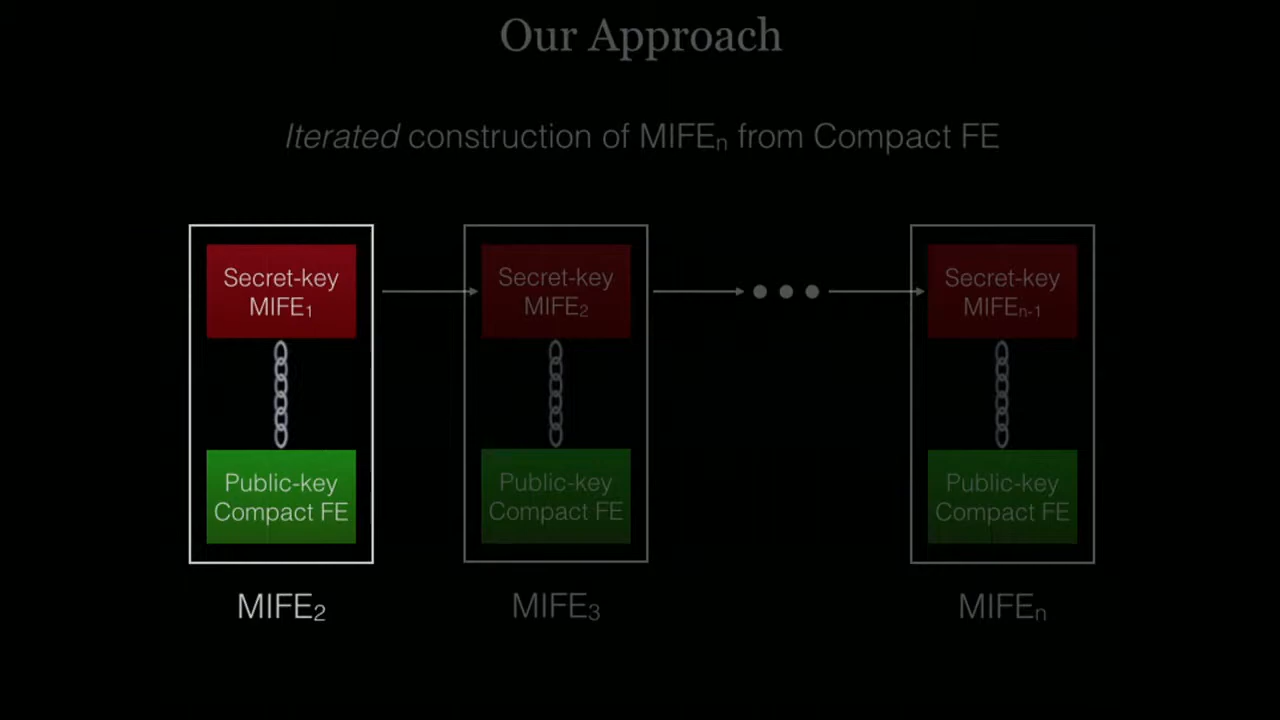 Our Approach
Iterated construction of MIFEₙ from Compact FE
Secret-key
MIFE₁
Secret-key
MIFE₂
Secret-key
MIFEₙ₋₁
Public-key
Compact FE
Public-key
Compact FE
Public-key
Compact FE
MIFE₂
MIFE₃
MIFEₙ